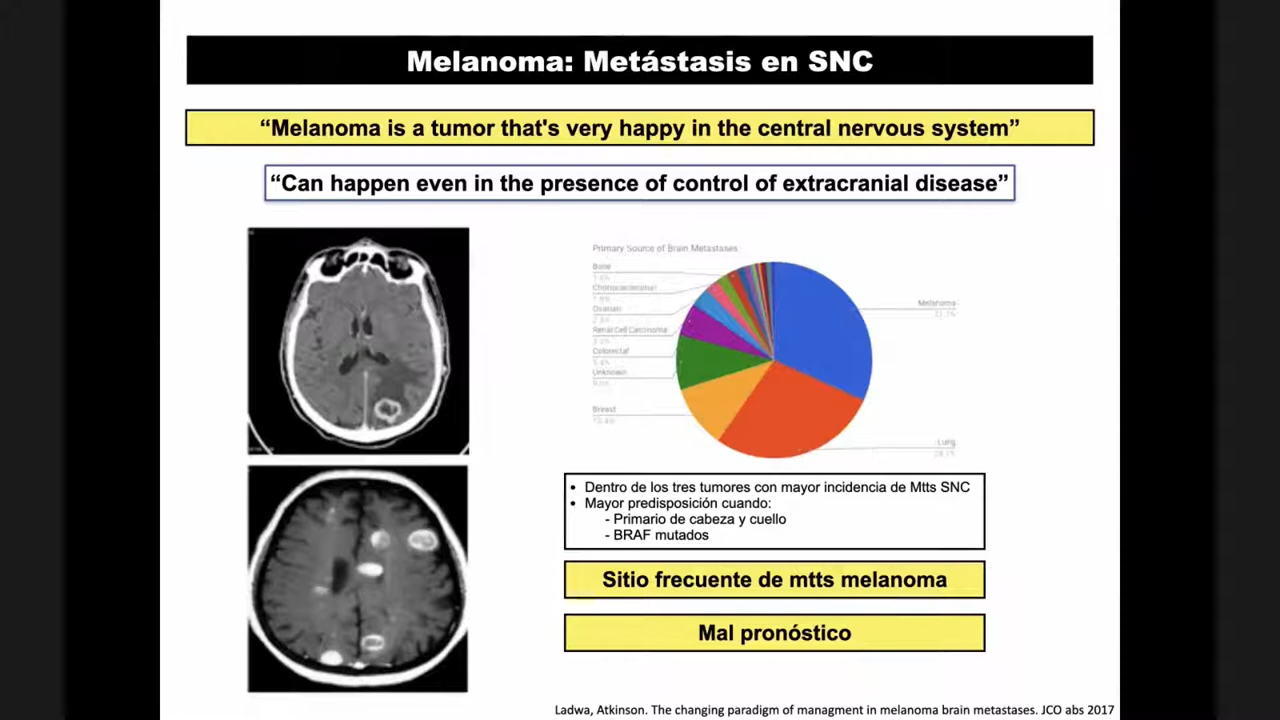 Melanoma: Metástasis en SNC
“Melanoma is a tumor that's very happy in the central nervous system”
“Can happen even in the presence of control of extracranial disease”
Primary Source of Brain Metastases
Bone
Choriocarcinoma
Ovarian
Renal Cell Carcinoma
Colorectal
Unknown
Breast
Melanoma
Lung
• Dentro de los tres tumores con mayor incidencia de Mtts SNC
• Mayor predisposición cuando:
- Primario de cabeza y cuello
- BRAF mutados
Sitio frecuente de mtts melanoma
Mal pronóstico
Ladwa, Atkinson. The changing paradigm of managment in melanoma brain metastases. JCO abs 2017